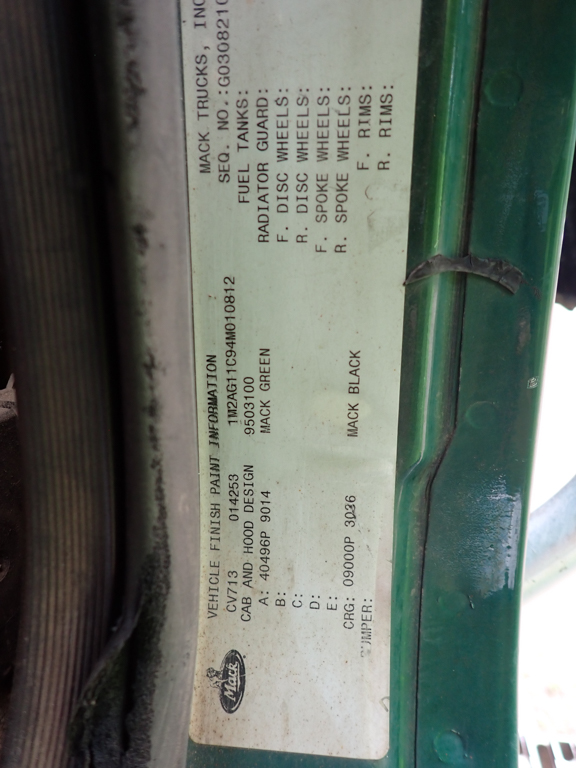 Mack
VEHICLE FINISH PAINT INFORMATION MACK TRUCKS, INC
CV713 014253 1M2AG11C94M010812 SEQ. NO.:G0308210
CAB AND HOOD DESIGN 9503100 FUEL TANKS:
A: 40496P 9014 MACK GREEN RADIATOR GUARD:
B: F. DISC WHEELS:
C: R. DISC WHEELS:
D: F. SPOKE WHEELS:
E: R. SPOKE WHEELS:
CRG: 09000P 3036 MACK BLACK F. RIMS:
BUMPER: R. RIMS: